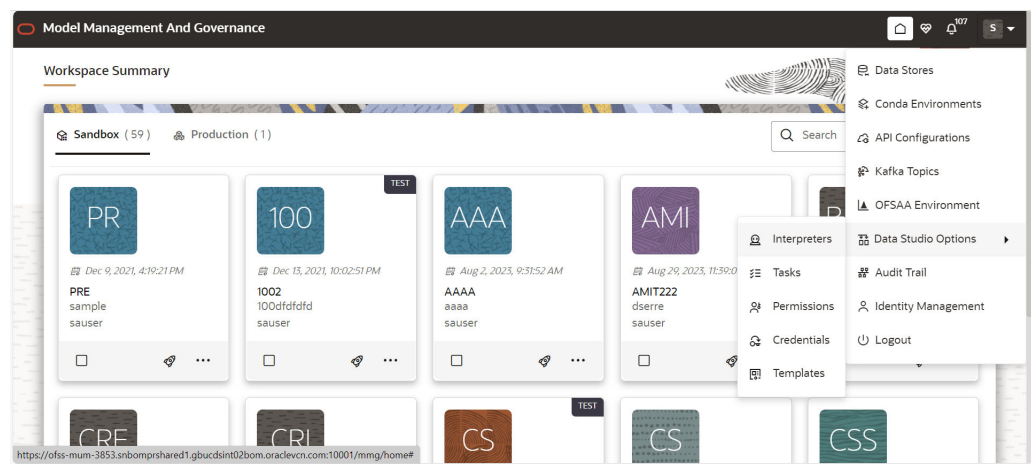 Model Management And Governance
107
S
Workspace Summary
Sandbox (59)
Production (1)
Search
Data Stores
Conda Environments
API Configurations
Kafka Topics
OFSAA Environment
Data Studio Options
Audit Trail
Identity Management
Logout
Interpreters
Tasks
Permissions
Credentials
Templates
PR
Dec 9, 2021, 4:19:21 PM
PRE
sample
sauser
TEST
100
Dec 13, 2021, 10:02:51 PM
1002
100dfdfdfd
sauser
AAA
Aug 2, 2023, 9:31:52 AM
AAAA
aaaa
sauser
AMI
Aug 29, 2023, 11:39:0
AMIT222
dserre
sauser
CRE
CRI
TEST
CS
CS
CSS
https://ofss-mum-3853.snbomprshared1.gbucdsint02bom.oraclevcn.com:10001/mmg/home#